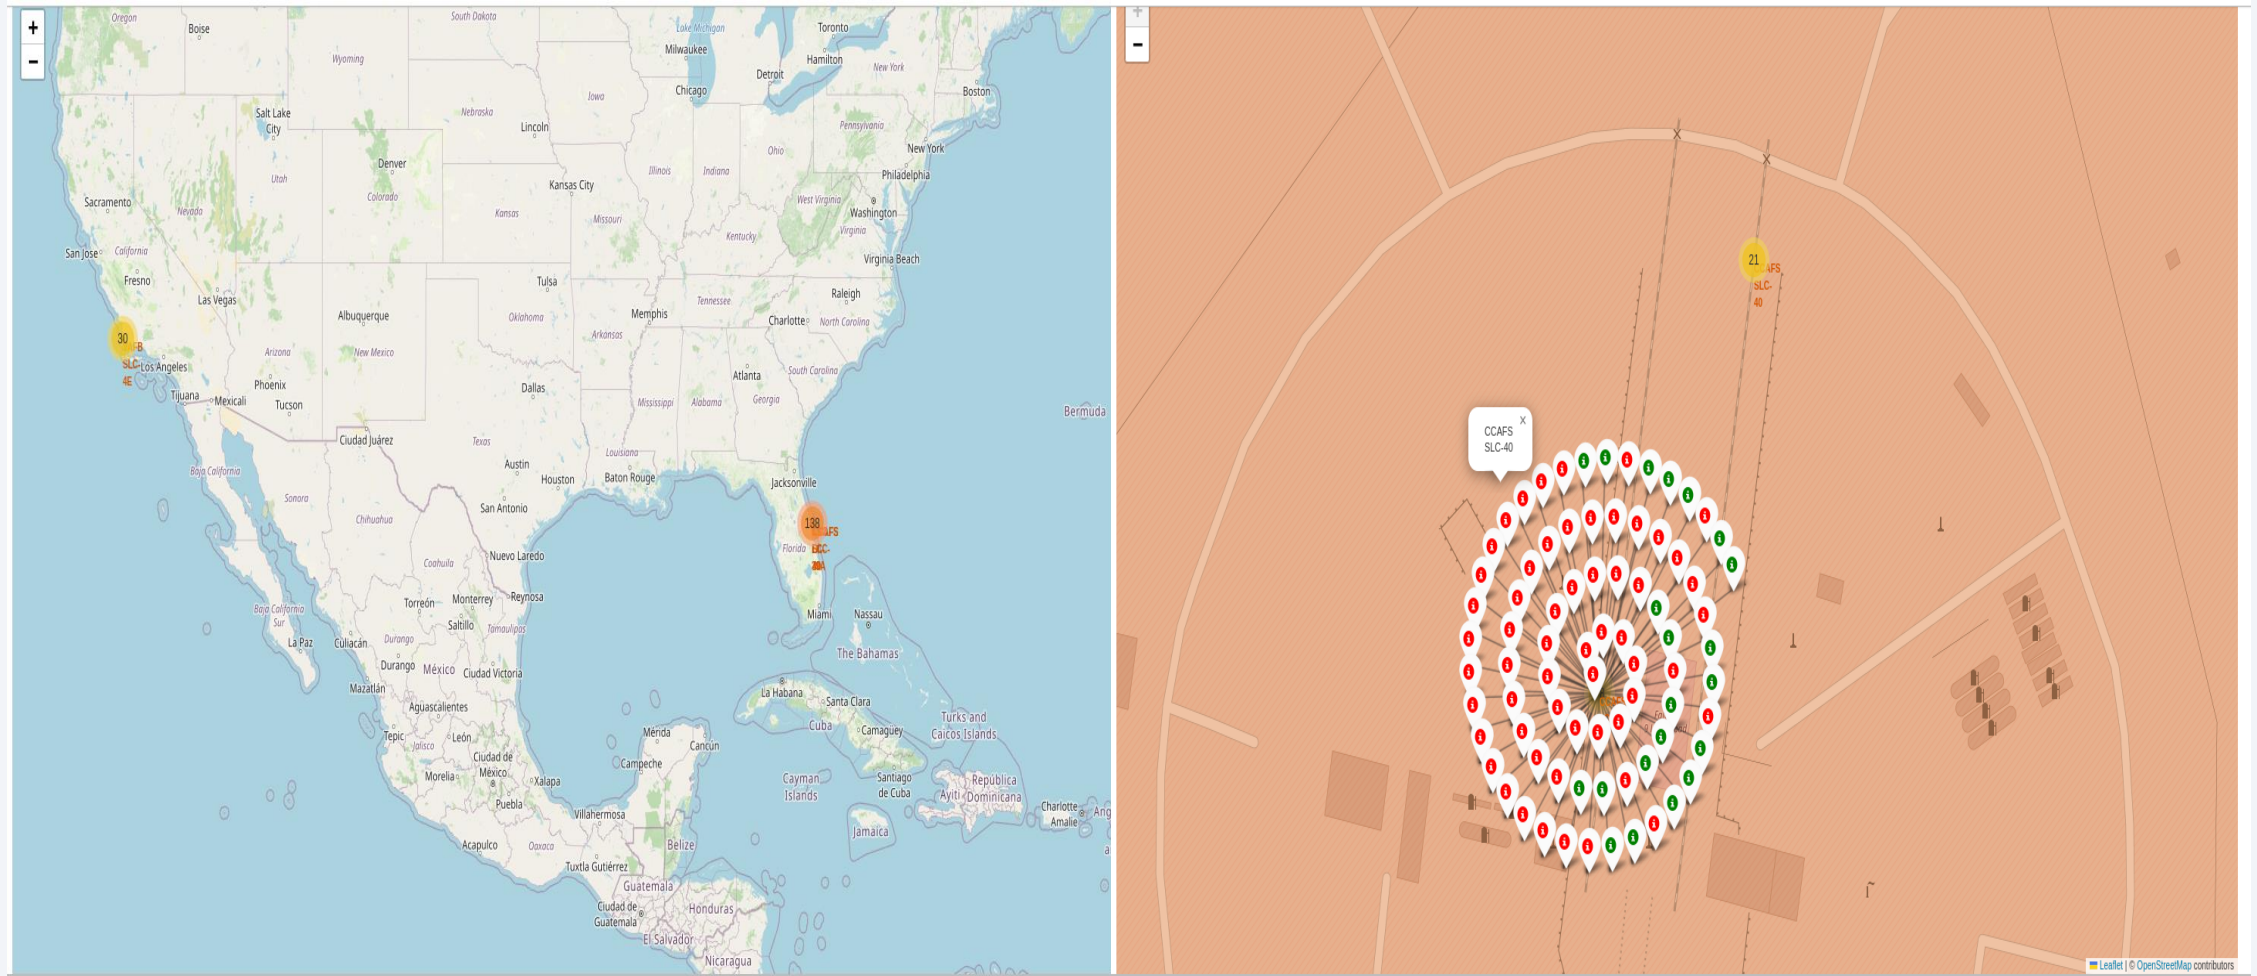 +
−
Oregon
Boise
South Dakota
Lake Michigan
Toronto
Milwaukee
Hamilton
Wyoming
New York
Detroit
Chicago
Boston
Iowa
Nebraska
Salt Lake
City
Lincoln
Pennsylvania
Ohio
New York
Denver
Utah
Colorado
Kansas City
Illinois
Indiana
Philadelphia
Sacramento
Nevada
Kansas
Missouri
West Virginia
Washington
Virginia
San Jose
California
Kentucky
Virginia Beach
Fresno
Las Vegas
Tulsa
Raleigh
Tennessee
Albuquerque
Oklahoma
Memphis
Charlotte
North Carolina
30
SLC-
4E
Los Angeles
Arizona
New Mexico
Arkansas
Phoenix
Atlanta
South Carolina
Tijuana
Mexicali
Tucson
Dallas
Mississippi
Alabama
Georgia
Bermuda
Ciudad Juárez
Texas
Louisiana
Baja California
Austin
Houston
Baton Rouge
Jacksonville
Sonora
San Antonio
Chihuahua
138
Florida
Nuevo Laredo
Coahuila
Baja California
Sur
Torreón
Monterrey
Reynosa
Miami
Nassau
La Paz
Culiacán
Durango
Saltillo
Tamaulipas
The Bahamas
Durango
México
Ciudad Victoria
Mazatlán
La Habana
Santa Clara
Aguascalientes
Cuba
Camagüey
Turks and
Caicos Islands
Tepic
Jalisco
León
Mérida
Cancún
Ciudad de
México
Campeche
Morelia
Xalapa
Cayman
Islands
Santiago
de Cuba
República
Dominicana
Ayiti
Puebla
Villahermosa
Charlotte
Amalie
Jamaica
Acapulco
Oaxaca
Belize
Tuxtla Gutiérrez
Guatemala
Ciudad de
Guatemala
Honduras
El Salvador
Nicaragua
+
−
X
X
21
SLC-
40
x
CCAFS
SLC-40
Leaflet | © OpenStreetMap contributors